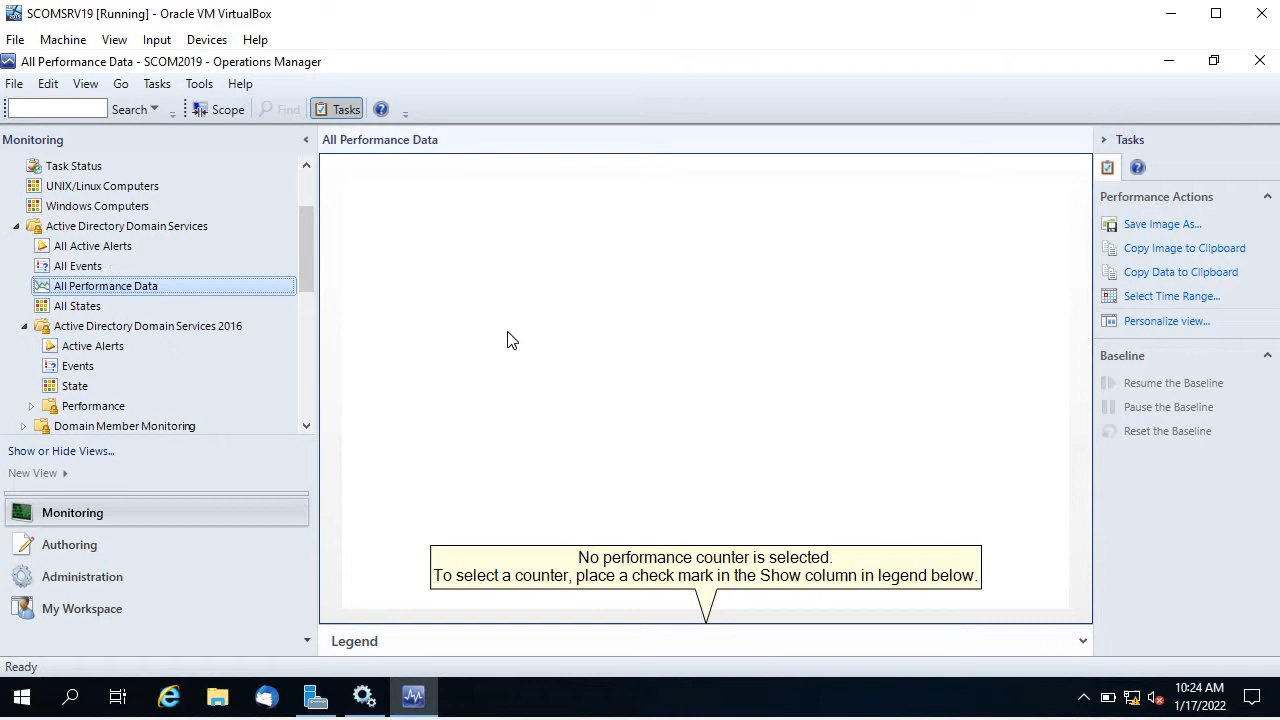 SCOMSRV19 [Running] - Oracle VM VirtualBox
File Machine View Input Devices Help
All Performance Data - SCOM2019 - Operations Manager
File Edit View Go Tasks Tools Help
Search Scope Find Tasks
Monitoring
Task Status
UNIX/Linux Computers
Windows Computers
Active Directory Domain Services
All Active Alerts
All Events
All Performance Data
All States
Active Directory Domain Services 2016
Active Alerts
Events
State
Performance
Domain Member Monitoring
Show or Hide Views...
New View
Monitoring
Authoring
Administration
My Workspace
All Performance Data
No performance counter is selected.
To select a counter, place a check mark in the Show column in legend below.
Legend
Tasks
Performance Actions
Save Image As...
Copy Image to Clipboard
Copy Data to Clipboard
Select Time Range...
Personalize view...
Baseline
Resume the Baseline
Pause the Baseline
Reset the Baseline
Ready
10:24 AM
1/17/2022